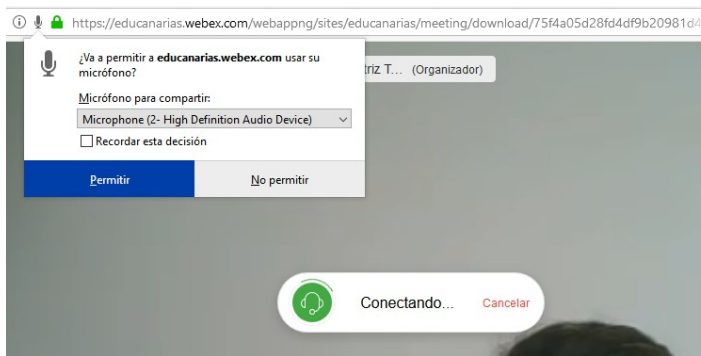 https://educanarias.webex.com/webappng/sites/educanarias/meeting/download/75f4a05d28fd4df9b20981d4
¿Va a permitir a educanarias.webex.com usar su
micrófono?
triz T... (Organizador)
Micrófono para compartir:
Microphone (2- High Definition Audio Device)
Recordar esta decisión
Permitir
No permitir
Conectando...
Cancelar